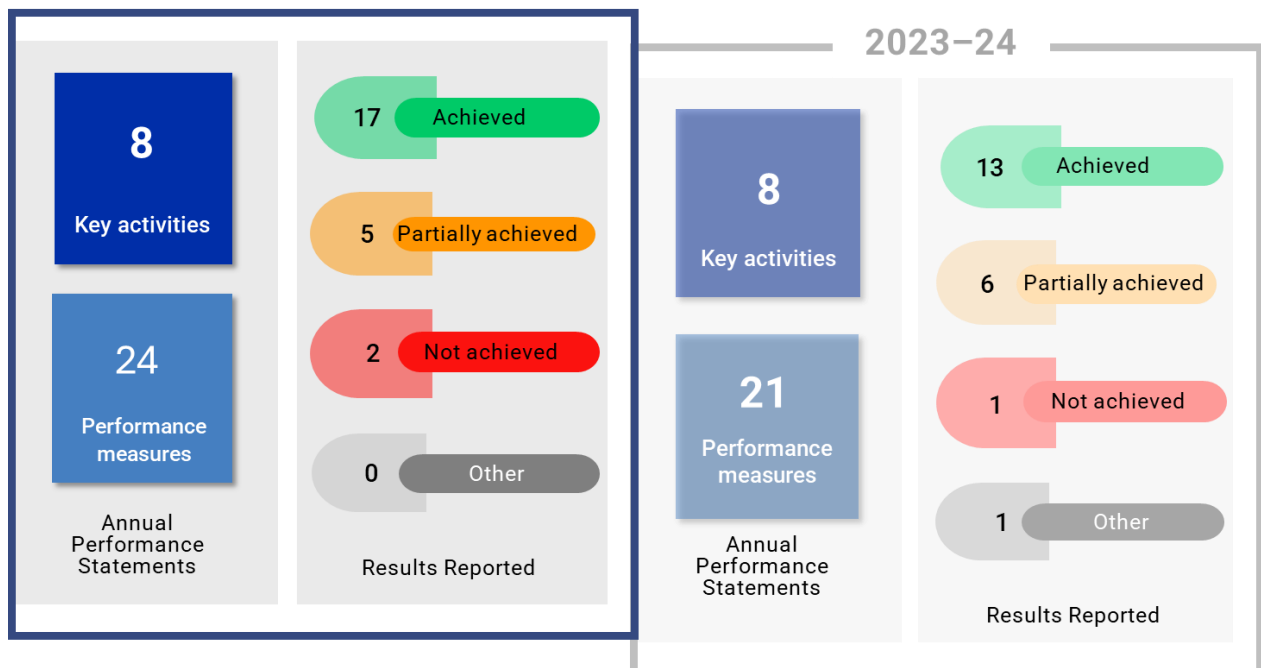 8
Key activities
24
Performance
measures
Annual
Performance
Statements
17 Achieved
5 Partially achieved
2 Not achieved
0 Other
Results Reported
2023–24
8
Key activities
21
Performance
measures
Annual
Performance
Statements
13 Achieved
6 Partially achieved
1 Not achieved
1 Other
Results Reported